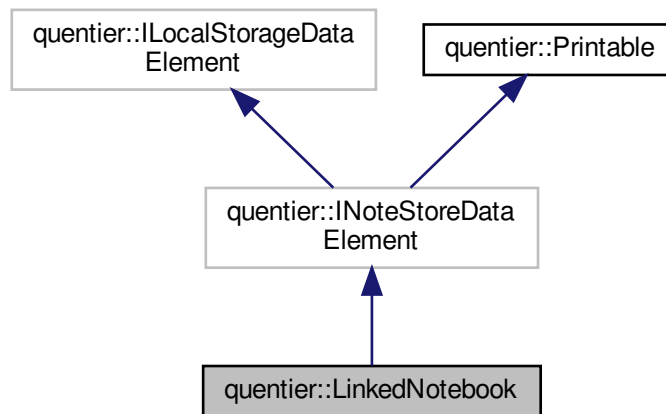 quentier::ILocalStorageData
Element
quentier::Printable
quentier::INoteStoreData
Element
quentier::LinkedNotebook